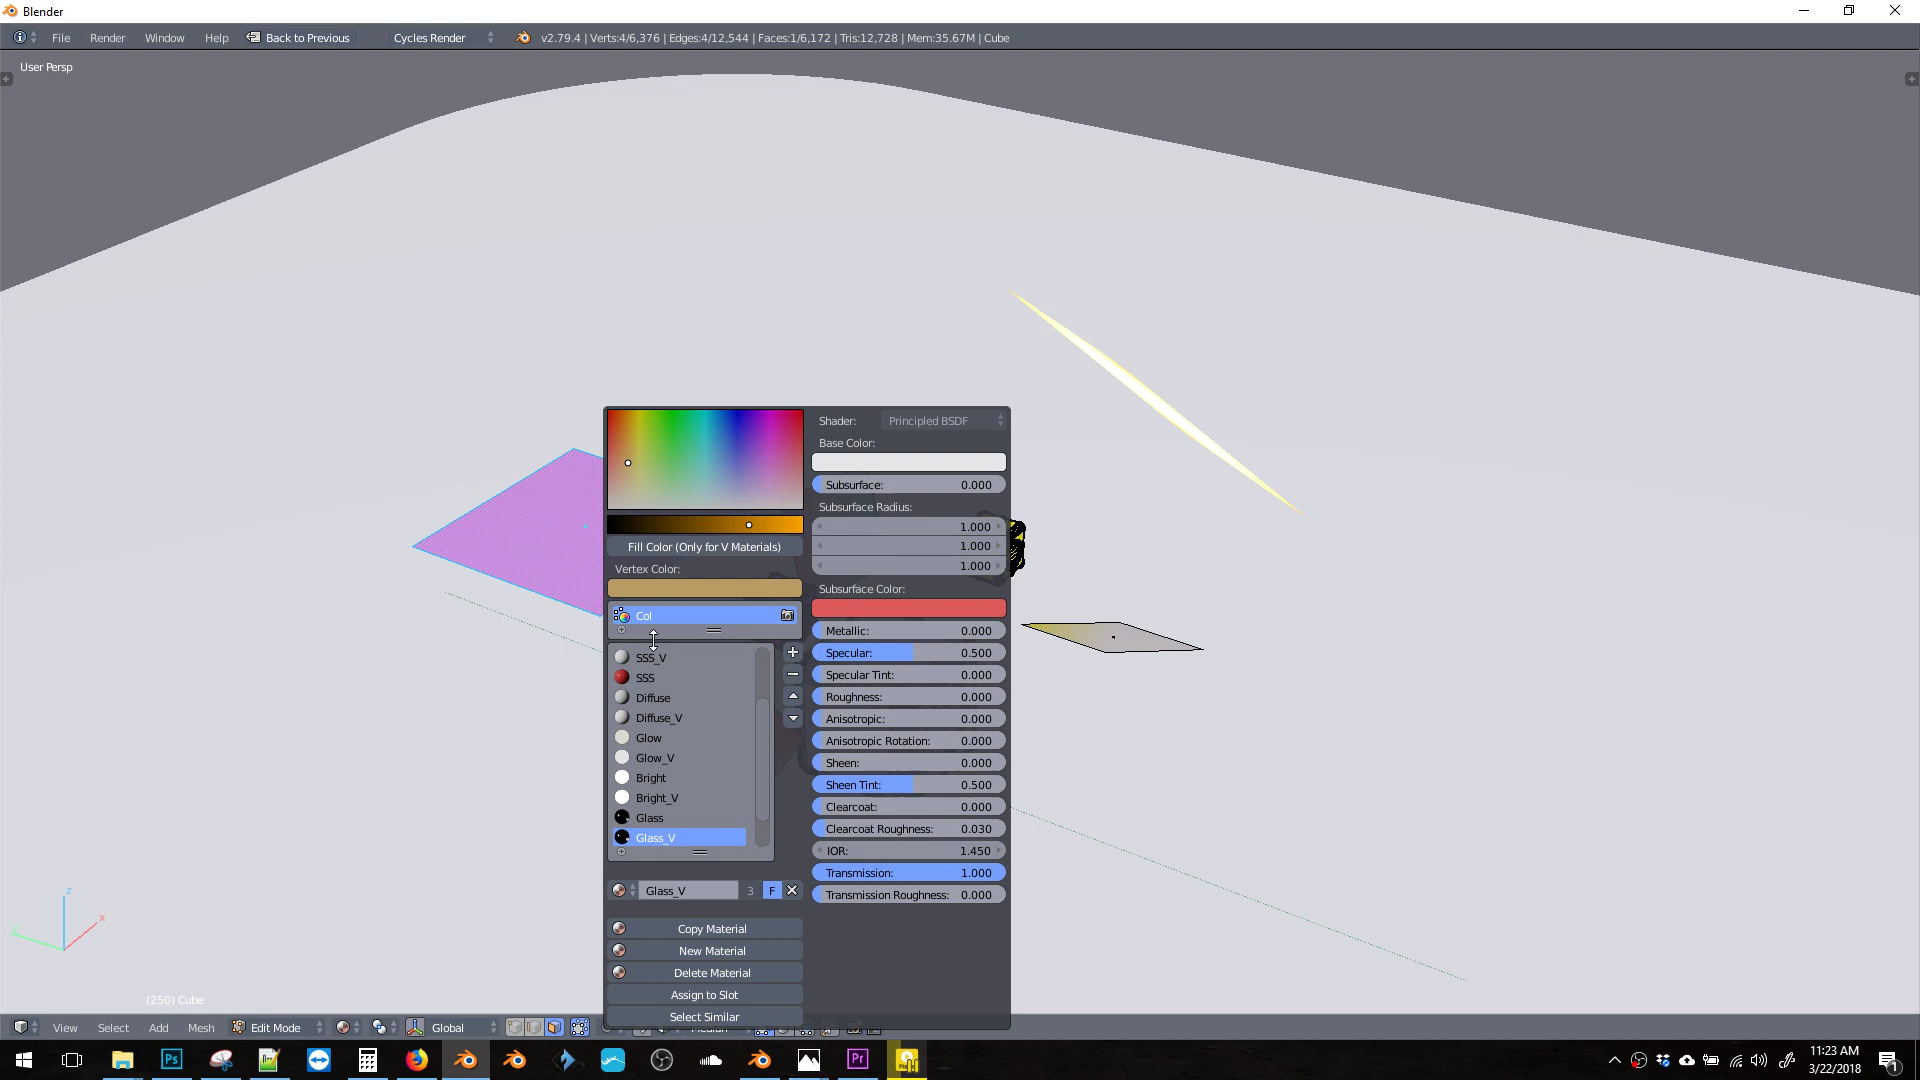 Blender
File Render Window Help Back to Previous Cycles Render v2.79.4 | Verts:4/6,376 | Edges:4/12,544 | Faces:1/6,172 | Tris:12,728 | Mem:35.67M | Cube
User Persp
Shader: Principled BSDF
Base Color:
Subsurface: 0.000
Subsurface Radius:
1.000
1.000
1.000
Fill Color (Only for V Materials)
Vertex Color:
Col
SSS_V
SSS
Diffuse
Diffuse_V
Glow
Glow_V
Bright
Bright_V
Glass
Glass_V
Glass_V 3 F
Copy Material
New Material
Delete Material
Assign to Slot
Select Similar
Subsurface Color:
Metallic: 0.000
Specular: 0.500
Specular Tint: 0.000
Roughness: 0.000
Anisotropic: 0.000
Anisotropic Rotation: 0.000
Sheen: 0.000
Sheen Tint: 0.500
Clearcoat: 0.000
Clearcoat Roughness: 0.030
IOR: 1.450
Transmission: 1.000
Transmission Roughness: 0.000
z
x
y
(250) Cube
View Select Add Mesh Edit Mode Global Median
Ps
Pr
11:23 AM
3/22/2018
1